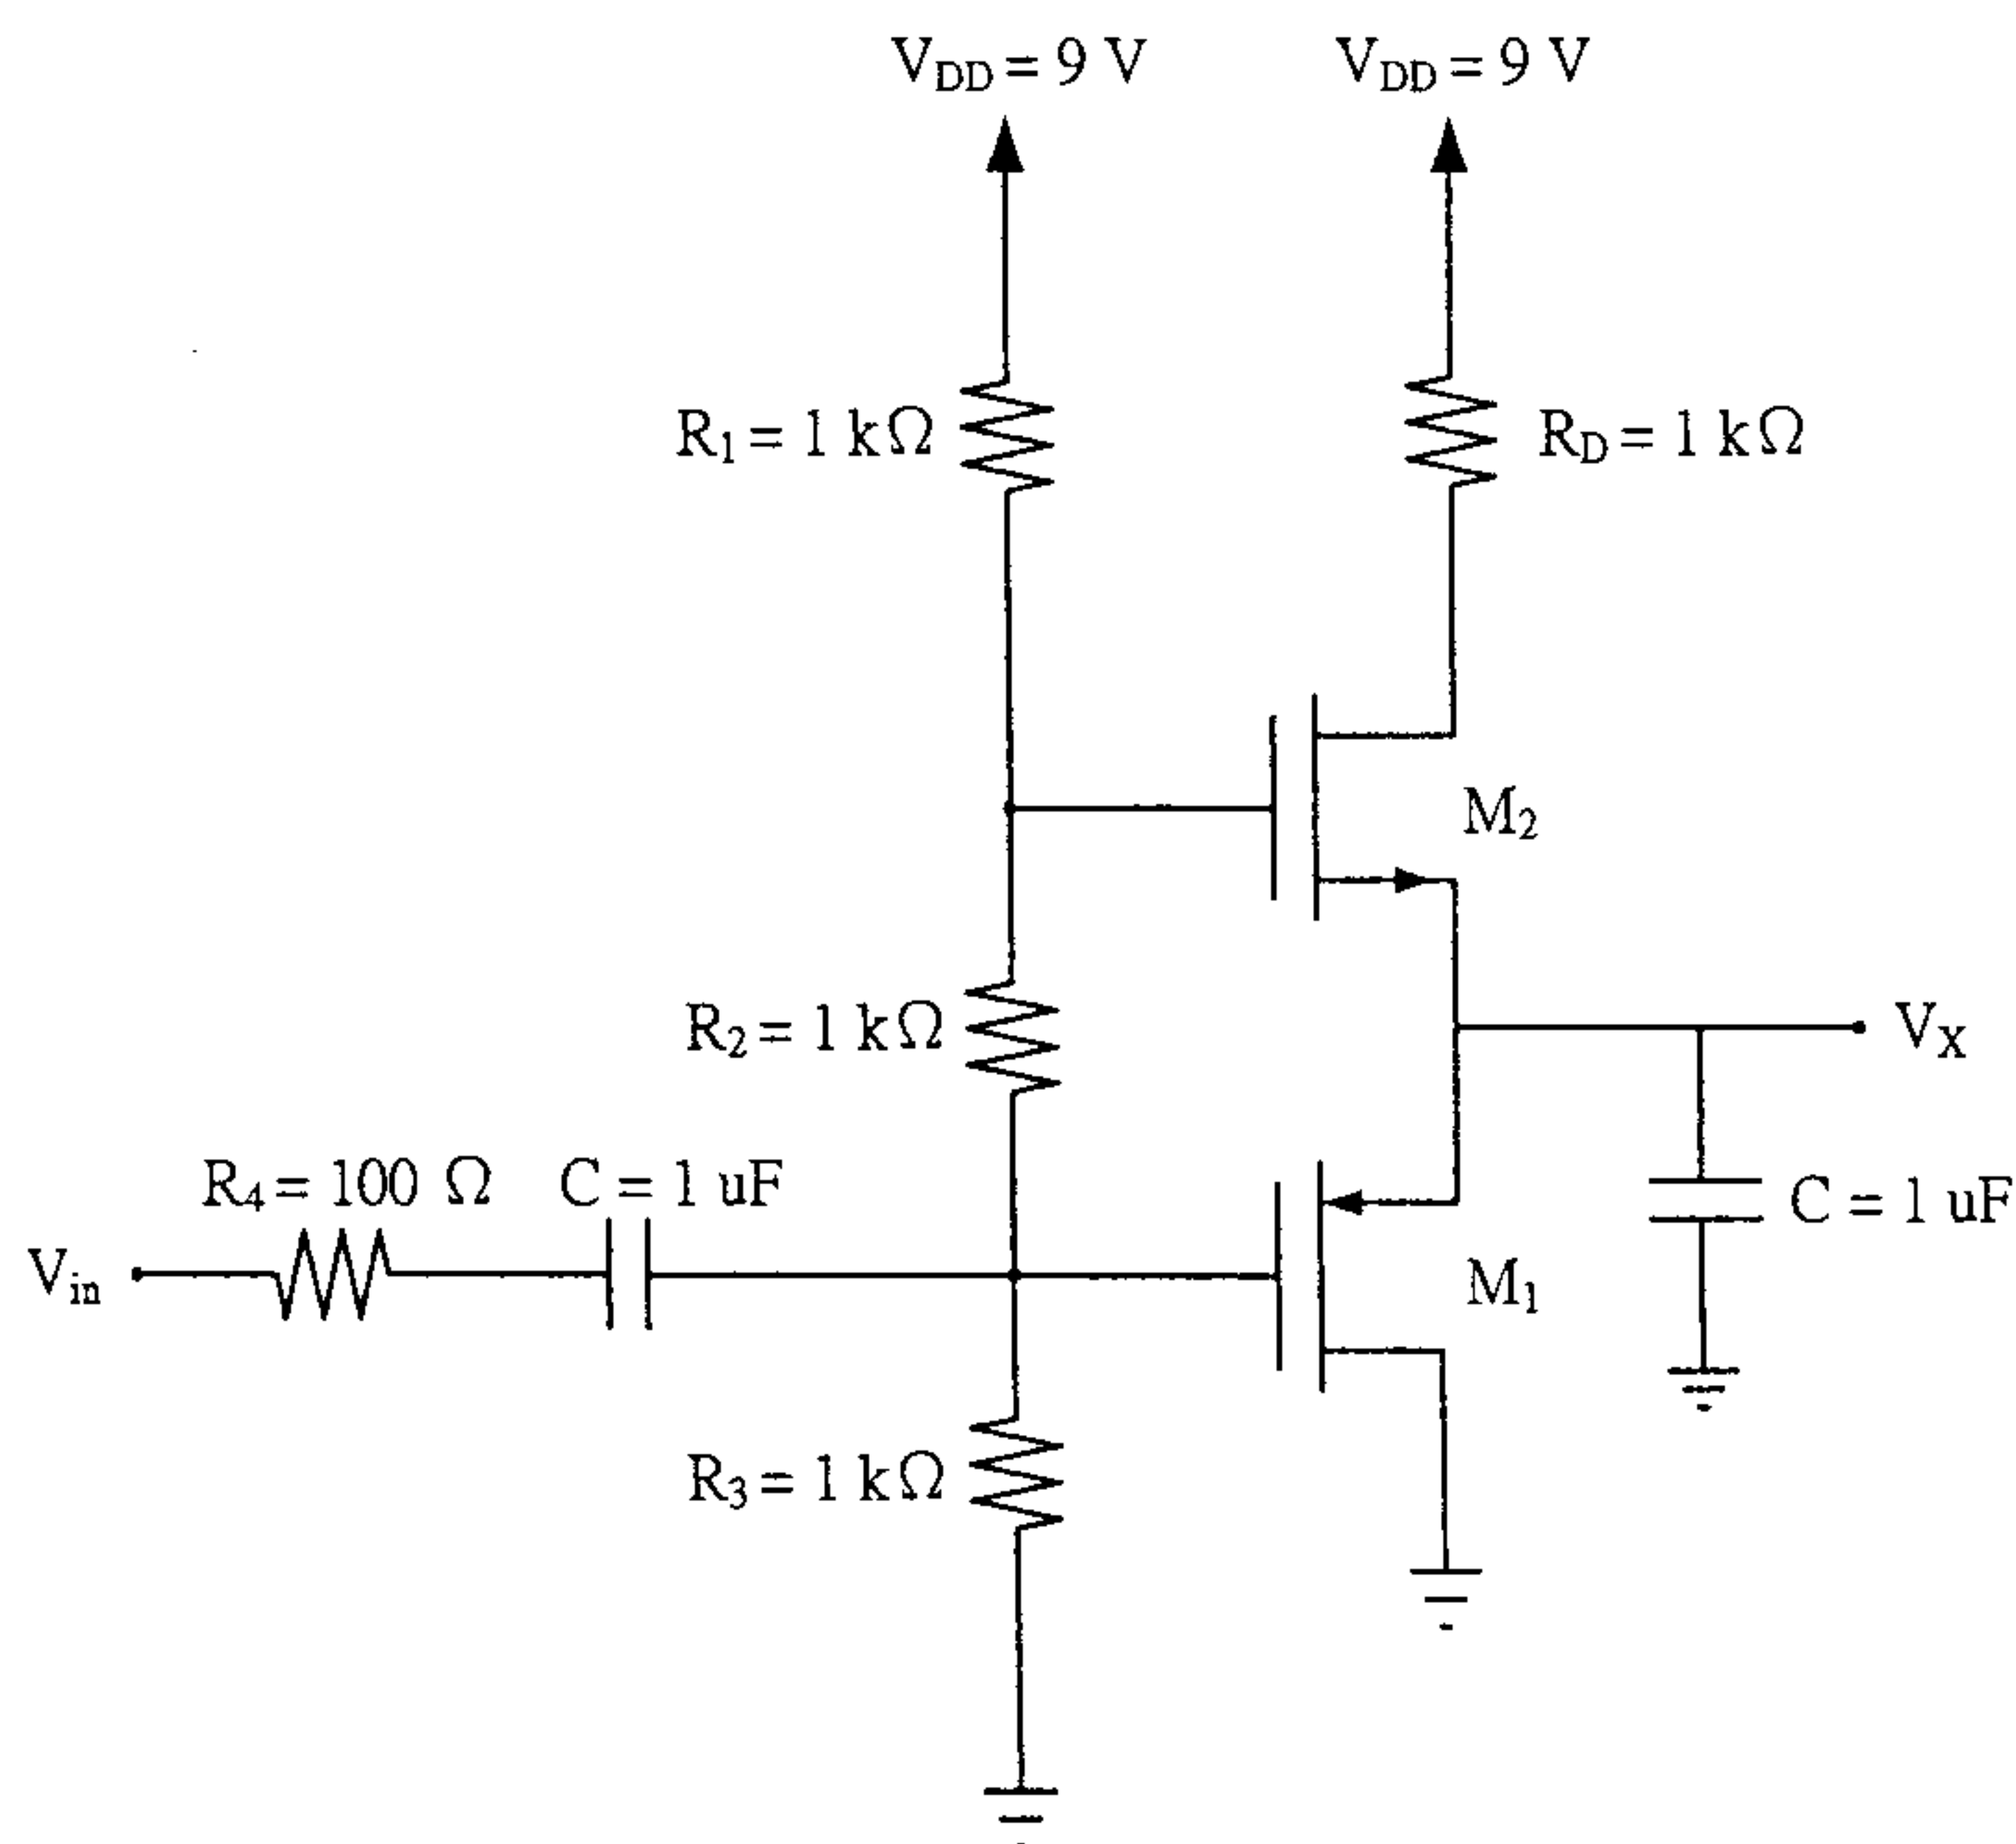 V_DD = 9 V
V_DD = 9 V
R_1 = 1 kΩ
R_D = 1 kΩ
M_2
R_2 = 1 kΩ
V_X
R_4 = 100 Ω
C = 1 uF
C = 1 uF
V_in
M_1
R_3 = 1 kΩ